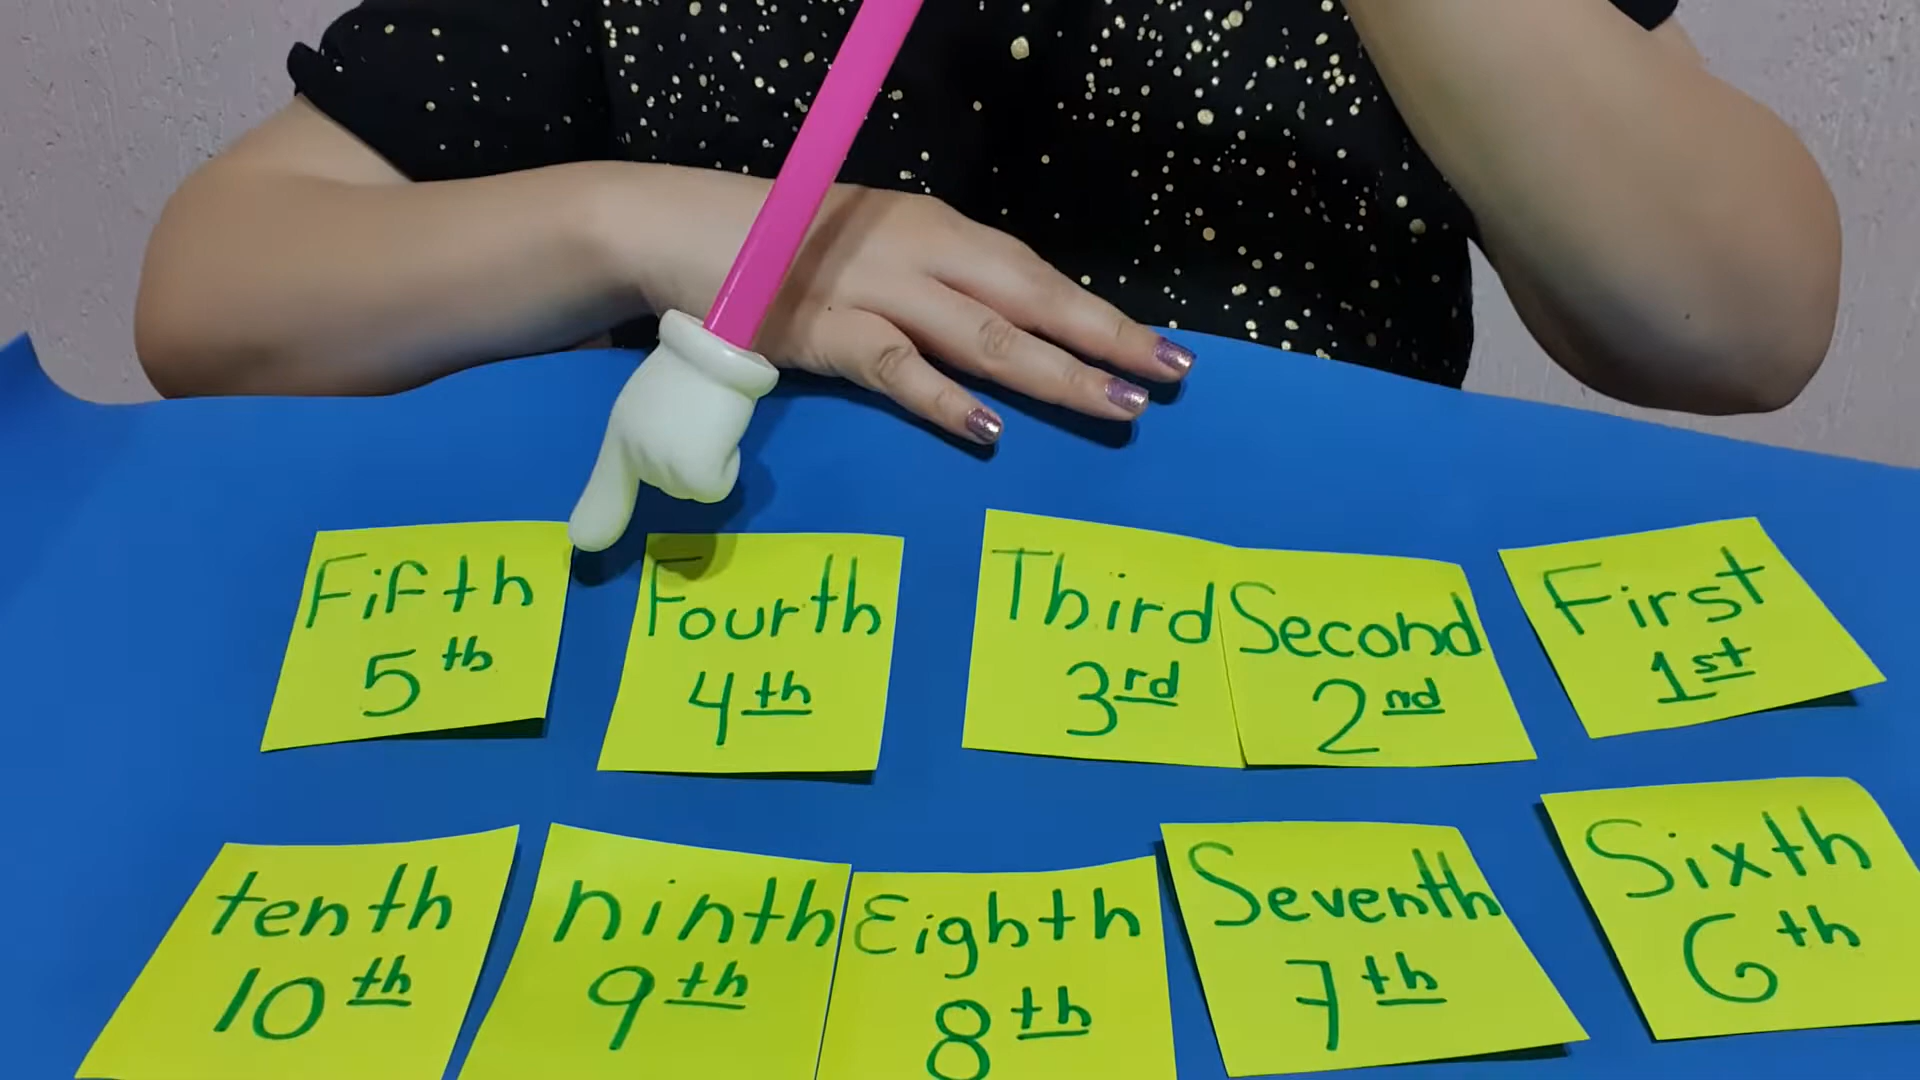 Fifth
5th
Fourth
4th
Third
3rd
Second
2nd
First
1st
tenth
10th
ninth
9th
Eighth
8th
Seventh
7th
Sixth
6th